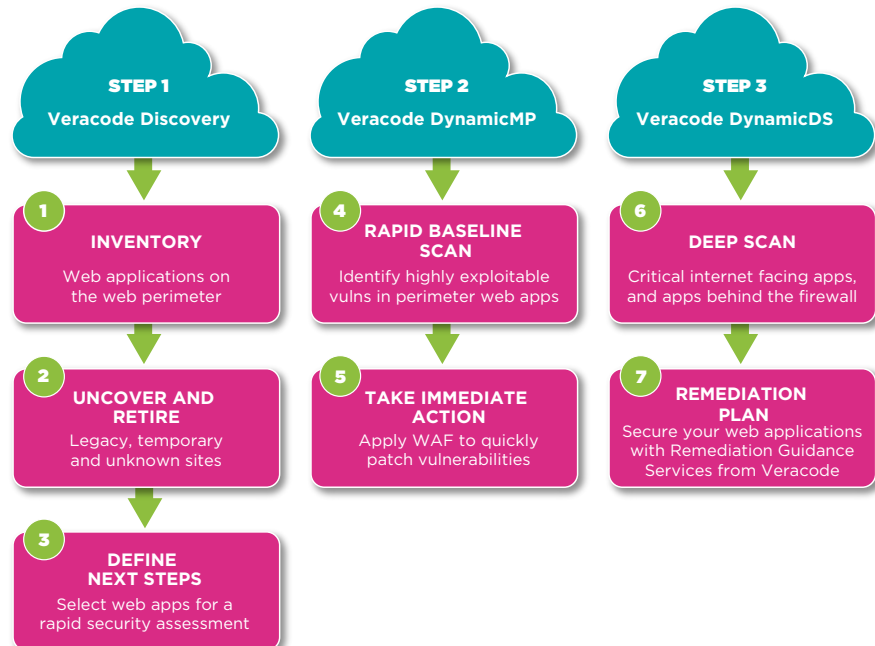 STEP 1
Veracode Discovery
1
INVENTORY
Web applications on
the web perimeter
2
UNCOVER AND
RETIRE
Legacy, temporary
and unknown sites
3
DEFINE
NEXT STEPS
Select web apps for a
rapid security assessment
STEP 2
Veracode DynamicMP
4
RAPID BASELINE
SCAN
Identify highly exploitable
vulns in perimeter web apps
5
TAKE IMMEDIATE
ACTION
Apply WAF to quickly
patch vulnerabilities
STEP 3
Veracode DynamicDS
6
DEEP SCAN
Critical internet facing apps,
and apps behind the firewall
7
REMEDIATION
PLAN
Secure your web applications
with Remediation Guidance
Services from Veracode